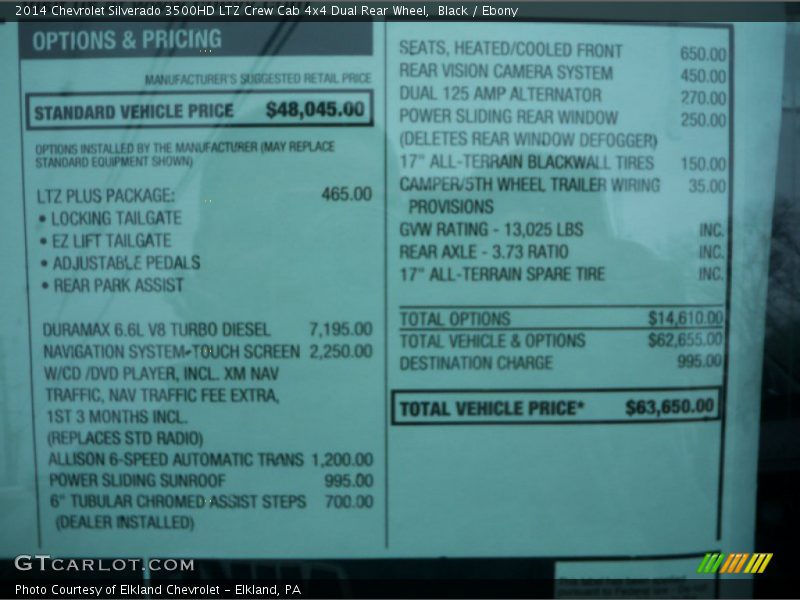 2014 Chevrolet Silverado 3500HD LTZ Crew Cab 4x4 Dual Rear Wheel, Black / Ebony
OPTIONS & PRICING
MANUFACTURER'S SUGGESTED RETAIL PRICE
STANDARD VEHICLE PRICE $48,045.00
OPTIONS INSTALLED BY THE MANUFACTURER (MAY REPLACE
STANDARD EQUIPMENT SHOWN)
LTZ PLUS PACKAGE: 465.00
• LOCKING TAILGATE
• EZ LIFT TAILGATE
• ADJUSTABLE PEDALS
• REAR PARK ASSIST
DURAMAX 6.6L V8 TURBO DIESEL 7,195.00
NAVIGATION SYSTEM-TOUCH SCREEN 2,250.00
W/CD /DVD PLAYER, INCL. XM NAV
TRAFFIC, NAV TRAFFIC FEE EXTRA,
1ST 3 MONTHS INCL.
(REPLACES STD RADIO)
ALLISON 6-SPEED AUTOMATIC TRANS 1,200.00
POWER SLIDING SUNROOF 995.00
6" TUBULAR CHROMED ASSIST STEPS 700.00
(DEALER INSTALLED)
SEATS, HEATED/COOLED FRONT 650.00
REAR VISION CAMERA SYSTEM 450.00
DUAL 125 AMP ALTERNATOR 270.00
POWER SLIDING REAR WINDOW 250.00
(DELETES REAR WINDOW DEFOGGER)
17" ALL-TERRAIN BLACKWALL TIRES 150.00
CAMPER/5TH WHEEL TRAILER WIRING 35.00
PROVISIONS
GVW RATING - 13,025 LBS INC.
REAR AXLE - 3.73 RATIO INC.
17" ALL-TERRAIN SPARE TIRE INC.
TOTAL OPTIONS $14,610.00
TOTAL VEHICLE & OPTIONS $62,655.00
DESTINATION CHARGE 995.00
TOTAL VEHICLE PRICE* $63,650.00
GTCARLOT.COM
Photo Courtesy of Elkland Chevrolet - Elkland, PA